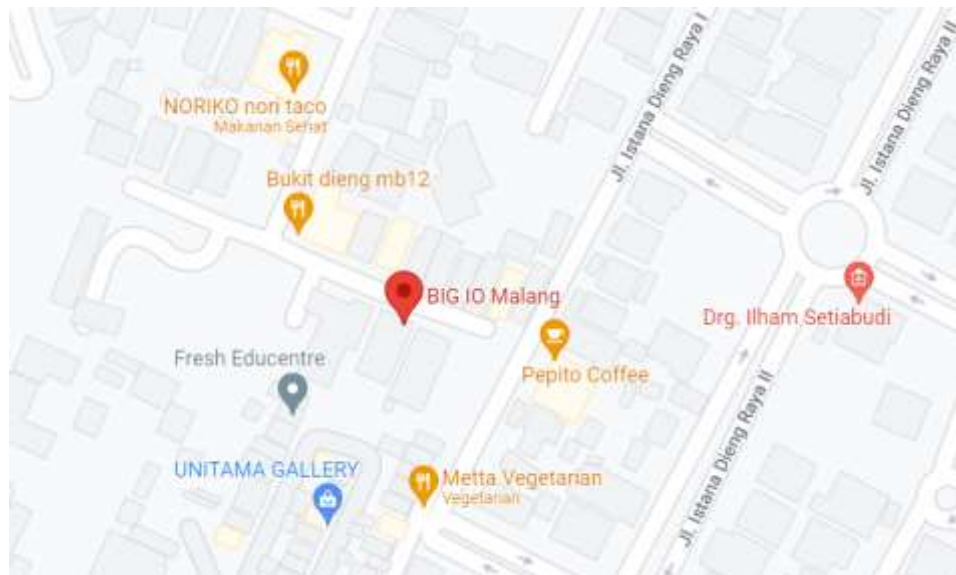 NORIKO nori taco
Makanan Sehat
Bukit dieng mb12
BIG IO Malang
Jl. Istana Dieng Raya I
Jl. Istana Dieng Raya II
Drg. Ilham Setiabudi
Fresh Educentre
Pepito Coffee
UNITAMA GALLERY
Metta Vegetarian
Vegetarian
Jl. Istana Dieng Raya II